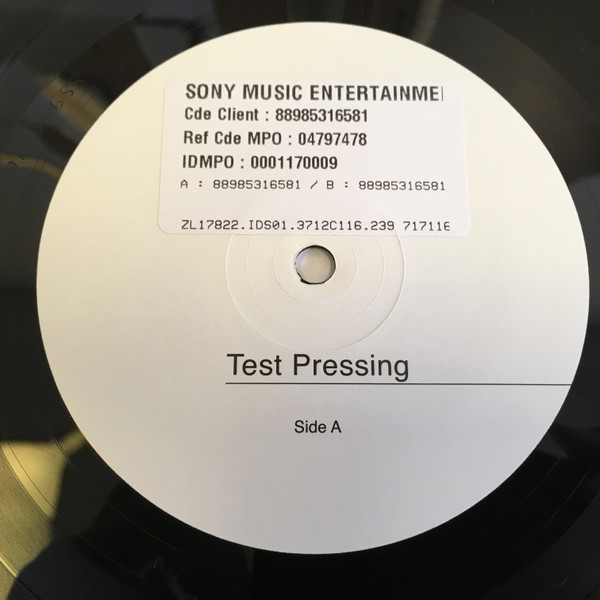 SONY MUSIC ENTERTAINME
Cde Client : 88985316581
Ref Cde MPO : 04797478
IDMPO : 0001170009
A : 88985316581 / B : 88985316581
ZL17822.IDS01.3712C116.239 71711E
Test Pressing
Side A